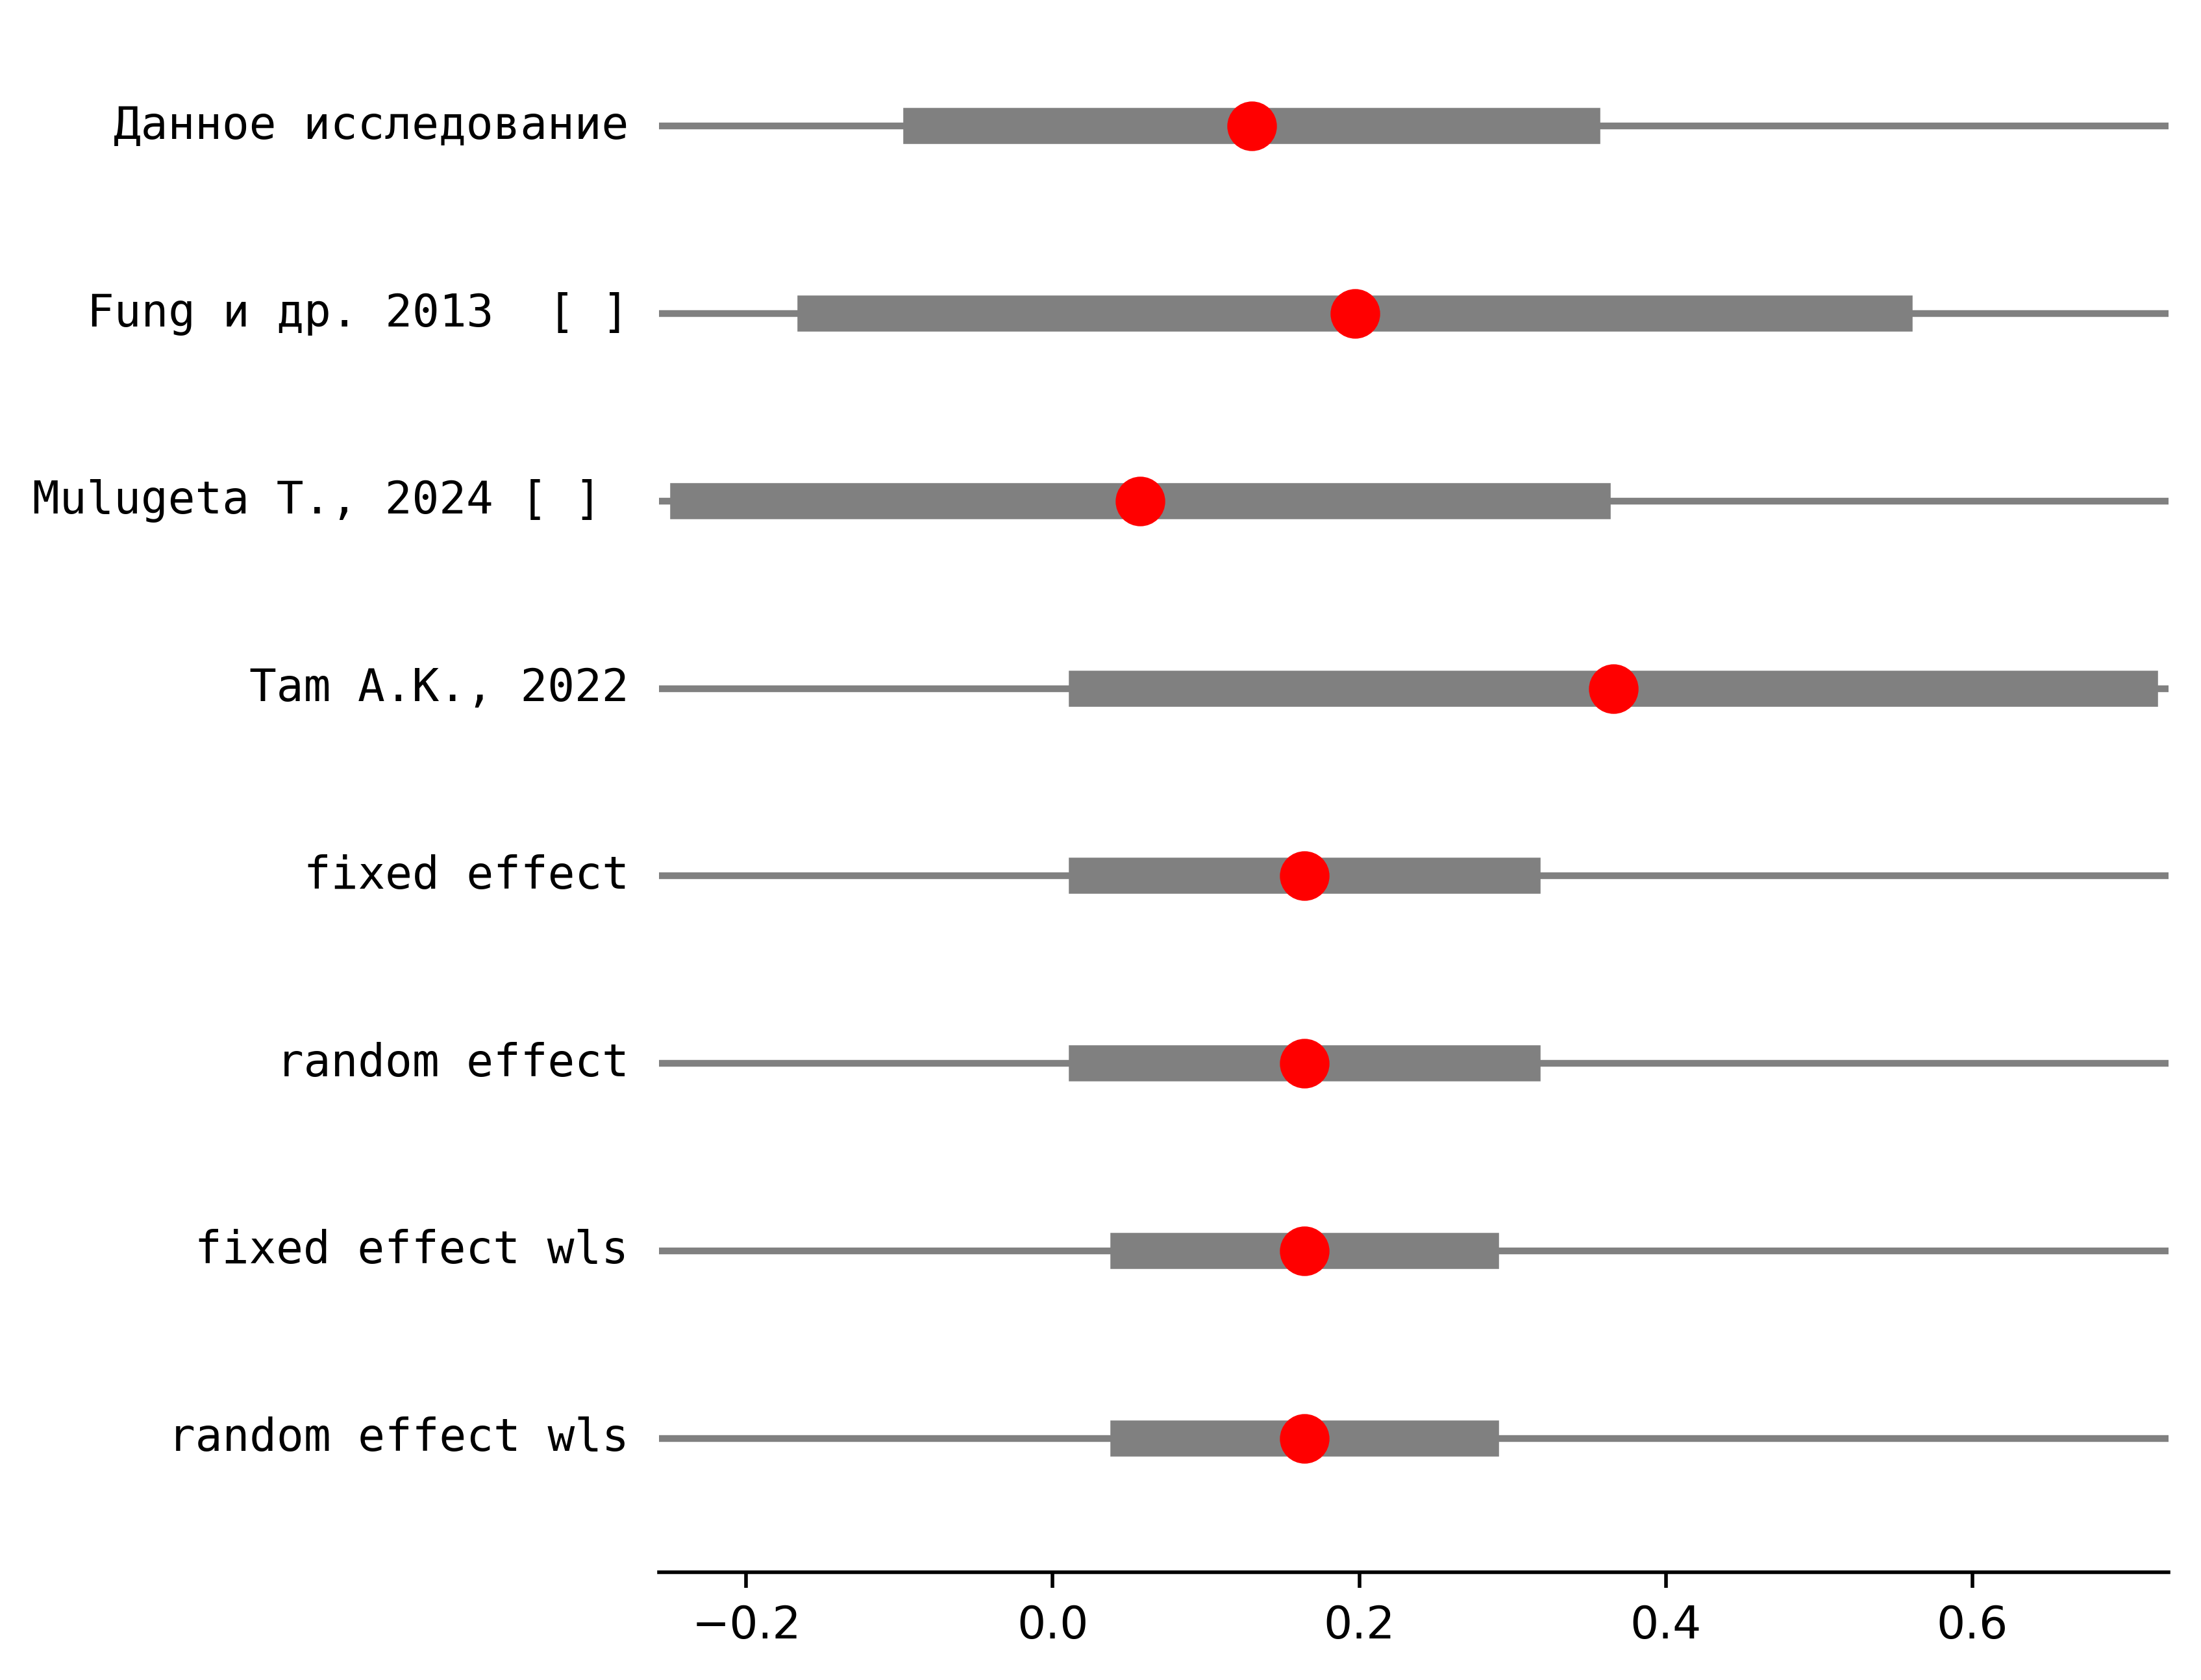 Данное исследование
Fung и др. 2013  [ ]
Mulugeta T., 2024 [ ]
Tam A.K., 2022
fixed effect
random effect
fixed effect wls
random effect wls
−0.2 0.0 0.2 0.4 0.6